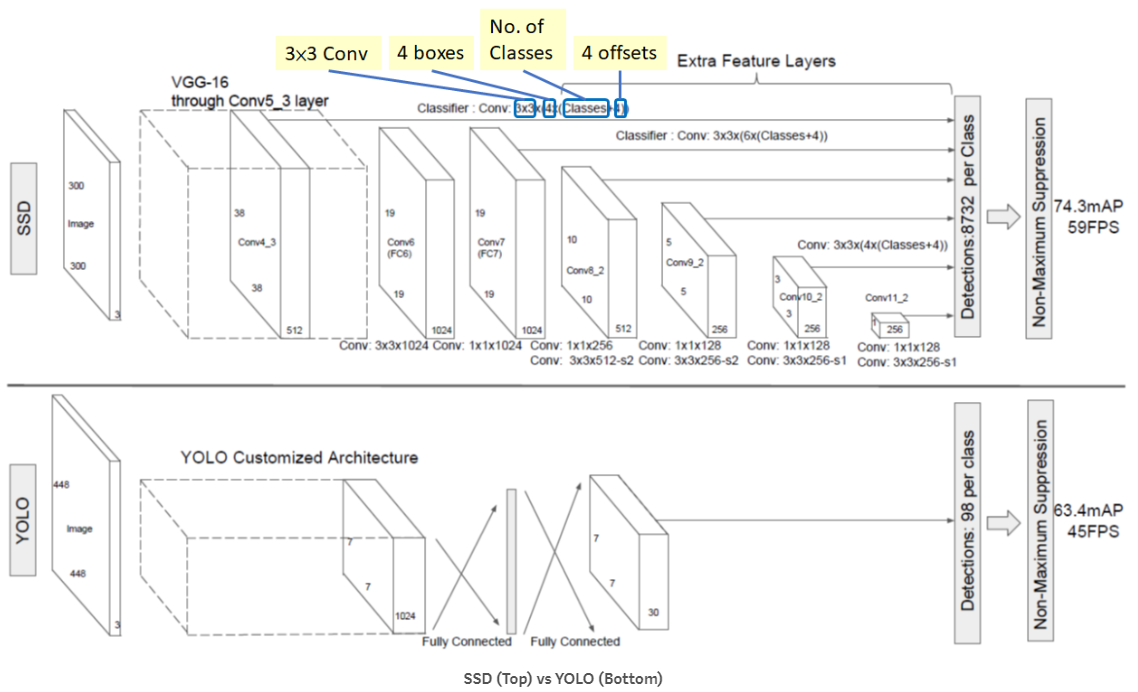 No. of
Classes
3x3 Conv
4 boxes
4 offsets
Extra Feature Layers
VGG-16
through Conv5_3 layer
Classifier : Conv: 3x3x(4x(Classes+4))
Classifier : Conv: 3x3x(6x(Classes+4))
SSD
300
Image
300
3
38
Conv4_3
38
512
19
Conv6
(FC6)
19
1024
19
Conv7
(FC7)
19
1024
10
Conv8_2
10
512
5
Conv9_2
5
256
Conv: 3x3x(4x(Classes+4))
3
Conv10_2
3
256
Conv11_2
1
256
Detections:8732 per Class
Non-Maximum Suppression
74.3mAP
59FPS
Conv: 3x3x1024
Conv: 1x1x1024
Conv: 1x1x256
Conv: 3x3x512-s2
Conv: 1x1x128
Conv: 3x3x256-s2
Conv: 1x1x128
Conv: 3x3x256-s1
Conv: 1x1x128
Conv: 3x3x256-s1
YOLO
448
Image
448
3
YOLO Customized Architecture
7
7
1024
Fully Connected
Fully Connected
7
7
30
Detections: 98 per class
Non-Maximum Suppression
63.4mAP
45FPS
SSD (Top) vs YOLO (Bottom)